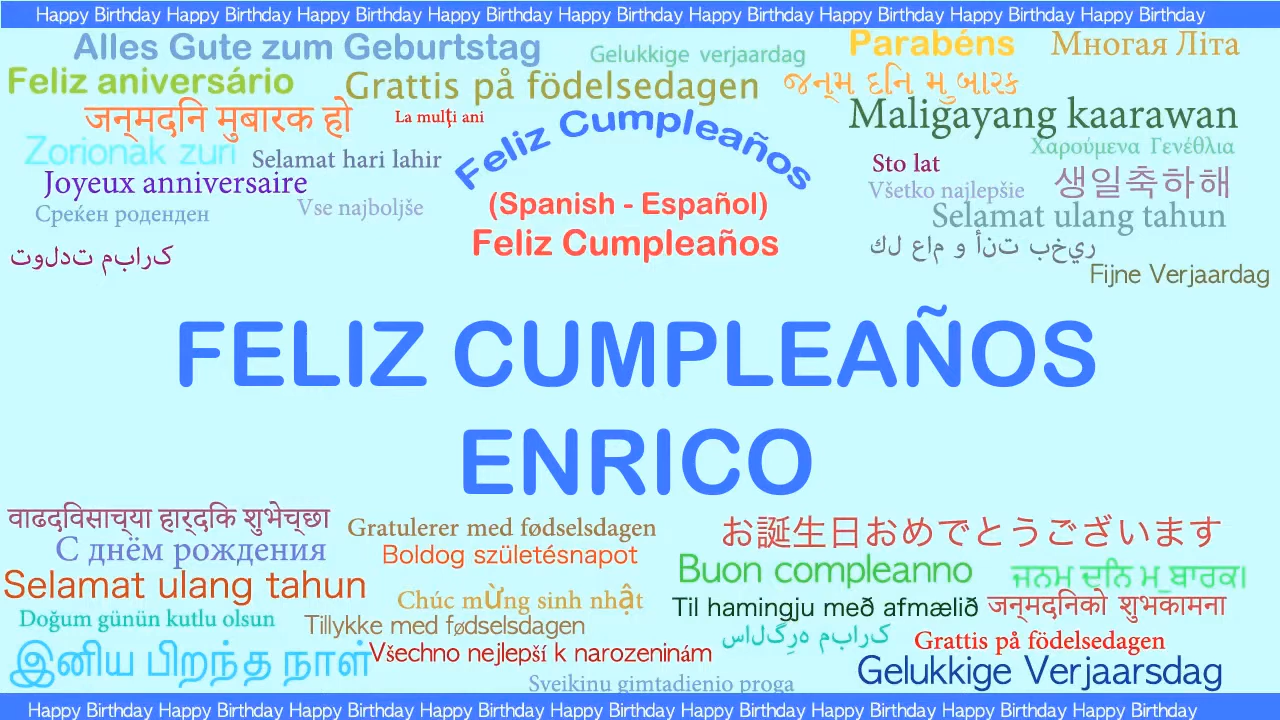 Happy Birthday Happy Birthday Happy Birthday Happy Birthday Happy Birthday Happy Birthday Happy Birthday Happy Birthday Happy Birthday
Alles Gute zum Geburtstag
Gelukkige verjaardag
Parabéns
Многая Літа
Feliz aniversário
Grattis på födelsedagen
જન્મ દિન મુબારક
जन्मदिन मुबारक हो
La mulţi ani
Feliz Cumpleaños
Maligayang kaarawan
Zorionak zuri
Selamat hari lahir
Sto lat
Χαρούμενα Γενέθλια
Joyeux anniversaire
(Spanish - Español)
Všetko najlepšie
생일축하해
Среќен роденден
Vse najboljše
Selamat ulang tahun
تولدت مبارک
Feliz Cumpleaños
كل عام و أنت بخير
Fijne Verjaardag
FELIZ CUMPLEAÑOS
ENRICO
वाढदिवसाच्या हार्दिक शुभेच्छा
Gratulerer med fødselsdagen
お誕生日おめでとうございます
С днём рождения
Boldog születésnapot
Buon compleanno
ਜਨਮ ਦਿਨ ਮੁਬਾਰਕ।
Selamat ulang tahun
Chúc mừng sinh nhật
Til hamingju með afmælið
जन्मदिनको शुभकामना
Doğum günün kutlu olsun
Tillykke med fødselsdagen
سالگرہ مبارک
Grattis på födelsedagen
இனிய பிறந்த நாள்
Všechno nejlepší k narozeninám
Gelukkige Verjaarsdag
Sveikinu gimtadienio proga
Happy Birthday Happy Birthday Happy Birthday Happy Birthday Happy Birthday Happy Birthday Happy Birthday Happy Birthday Happy Birthday